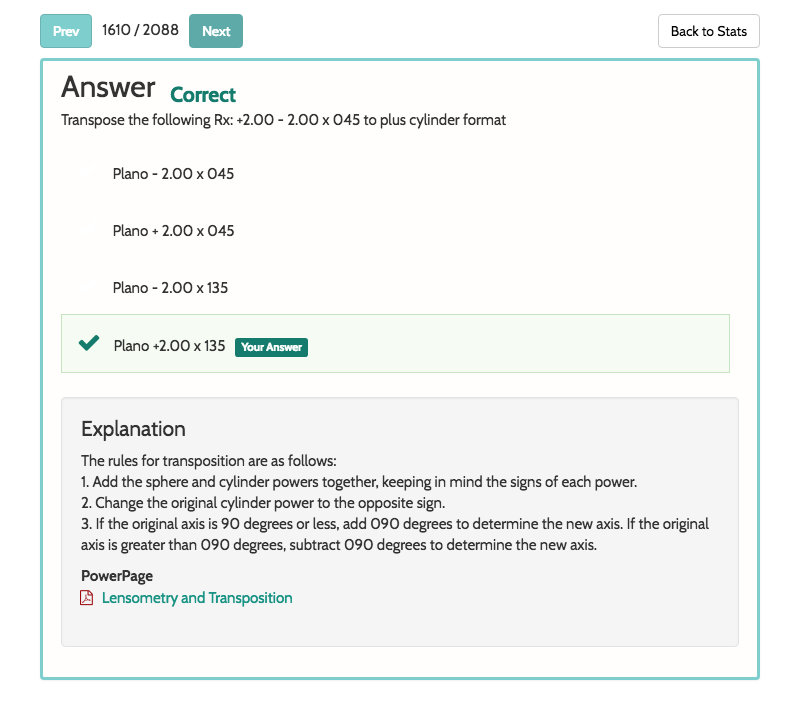 Prev 1610 / 2088 Next Back to Stats
Answer Correct
Transpose the following Rx: +2.00 - 2.00 x 045 to plus cylinder format
Plano - 2.00 x 045
Plano + 2.00 x 045
Plano - 2.00 x 135
Plano +2.00 x 135 Your Answer
Explanation
The rules for transposition are as follows:
1. Add the sphere and cylinder powers together, keeping in mind the signs of each power.
2. Change the original cylinder power to the opposite sign.
3. If the original axis is 90 degrees or less, add 090 degrees to determine the new axis. If the original
axis is greater than 090 degrees, subtract 090 degrees to determine the new axis.
PowerPage
Lensometry and Transposition